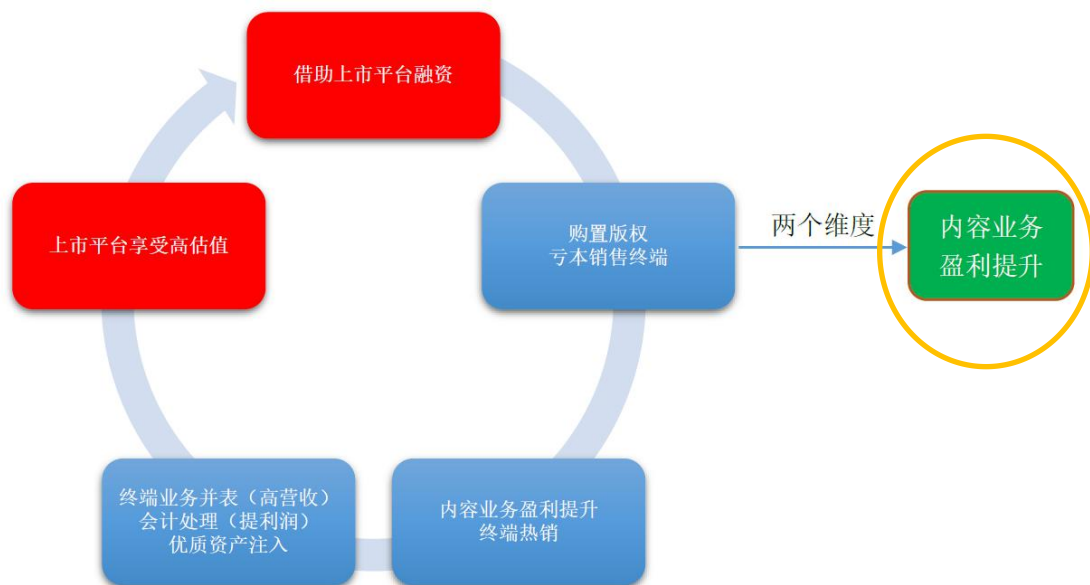 借助上市平台融资
上市平台享受高估值
购置版权
亏本销售终端
两个维度
内容业务
盈利提升
终端业务并表（高营收）
会计处理（提利润）
优质资产注入
内容业务盈利提升
终端热销